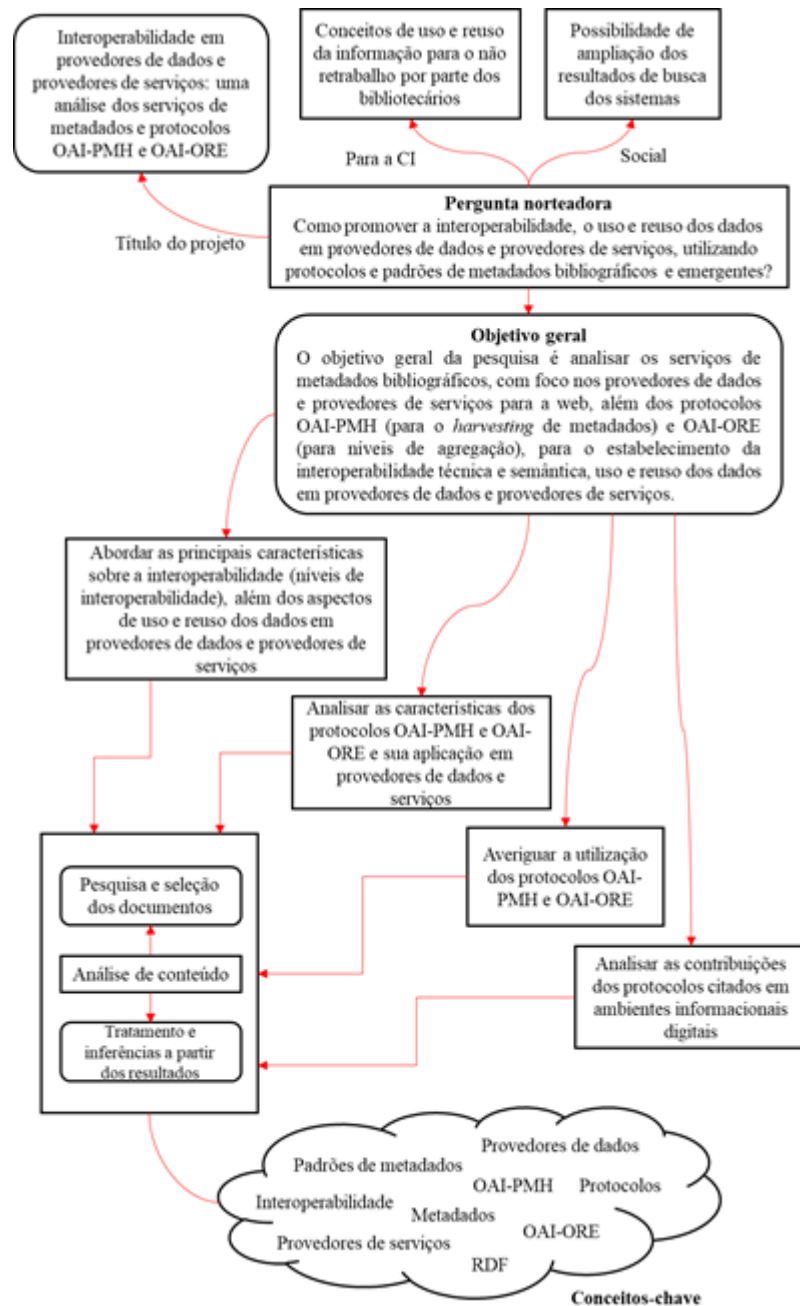 Interoperabilidade em
provedores de dados e
provedores de serviços: uma
análise dos serviços de
metadados e protocolos
OAI-PMH e OAI-ORE
Conceitos de uso e reuso
da informação para o não
retrabalho por parte dos
bibliotecários
Possibilidade de
ampliação dos
resultados de busca
dos sistemas
Para a CI
Social
Título do projeto
Pergunta norteadora
Como promover a interoperabilidade, o uso e reuso dos dados
em provedores de dados e provedores de serviços, utilizando
protocolos e padrões de metadados bibliográficos e emergentes?
Objetivo geral
O objetivo geral da pesquisa é analisar os serviços de
metadados bibliográficos, com foco nos provedores de dados
e provedores de serviços para a web, além dos protocolos
OAI-PMH (para o harvesting de metadados) e OAI-ORE
(para níveis de agregação), para o estabelecimento da
interoperabilidade técnica e semântica, uso e reuso dos dados
em provedores de dados e provedores de serviços.
Abordar as principais características
sobre a interoperabilidade (níveis de
interoperabilidade), além dos aspectos
de uso e reuso dos dados em
provedores de dados e provedores de
serviços
Analisar as características dos
protocolos OAI-PMH e OAI-
ORE e sua aplicação em
provedores de dados e
serviços
Averiguar a utilização
dos protocolos OAI-
PMH e OAI-ORE
Analisar as contribuições
dos protocolos citados em
ambientes informacionais
digitais
Pesquisa e seleção
dos documentos
Análise de conteúdo
Tratamento e
inferências a partir
dos resultados
Provedores de dados
Padrões de metadados
OAI-PMH
Protocolos
Interoperabilidade
Metadados
OAI-ORE
Provedores de serviços
RDF
Conceitos-chave